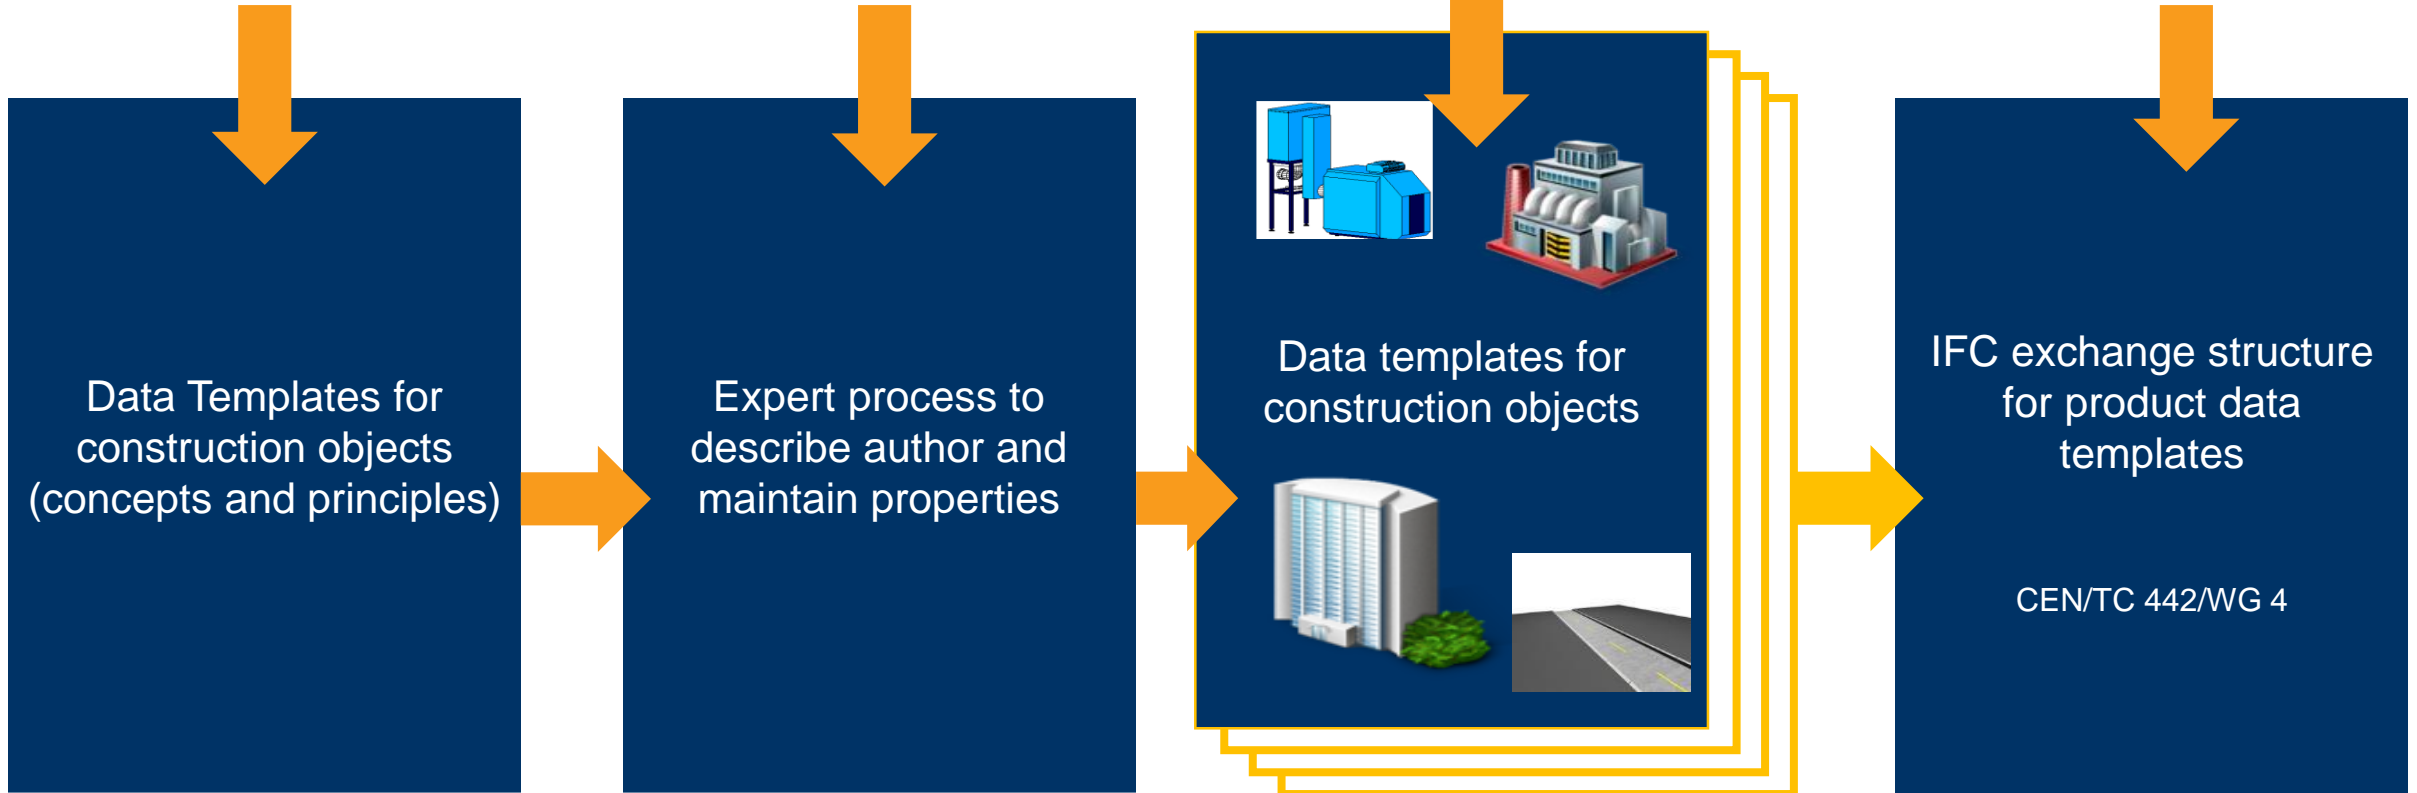 Data Templates for
construction objects
(concepts and principles)
Expert process to
describe author and
maintain properties
Data templates for
construction objects
IFC exchange structure
for product data
templates
CEN/TC 442/WG 4